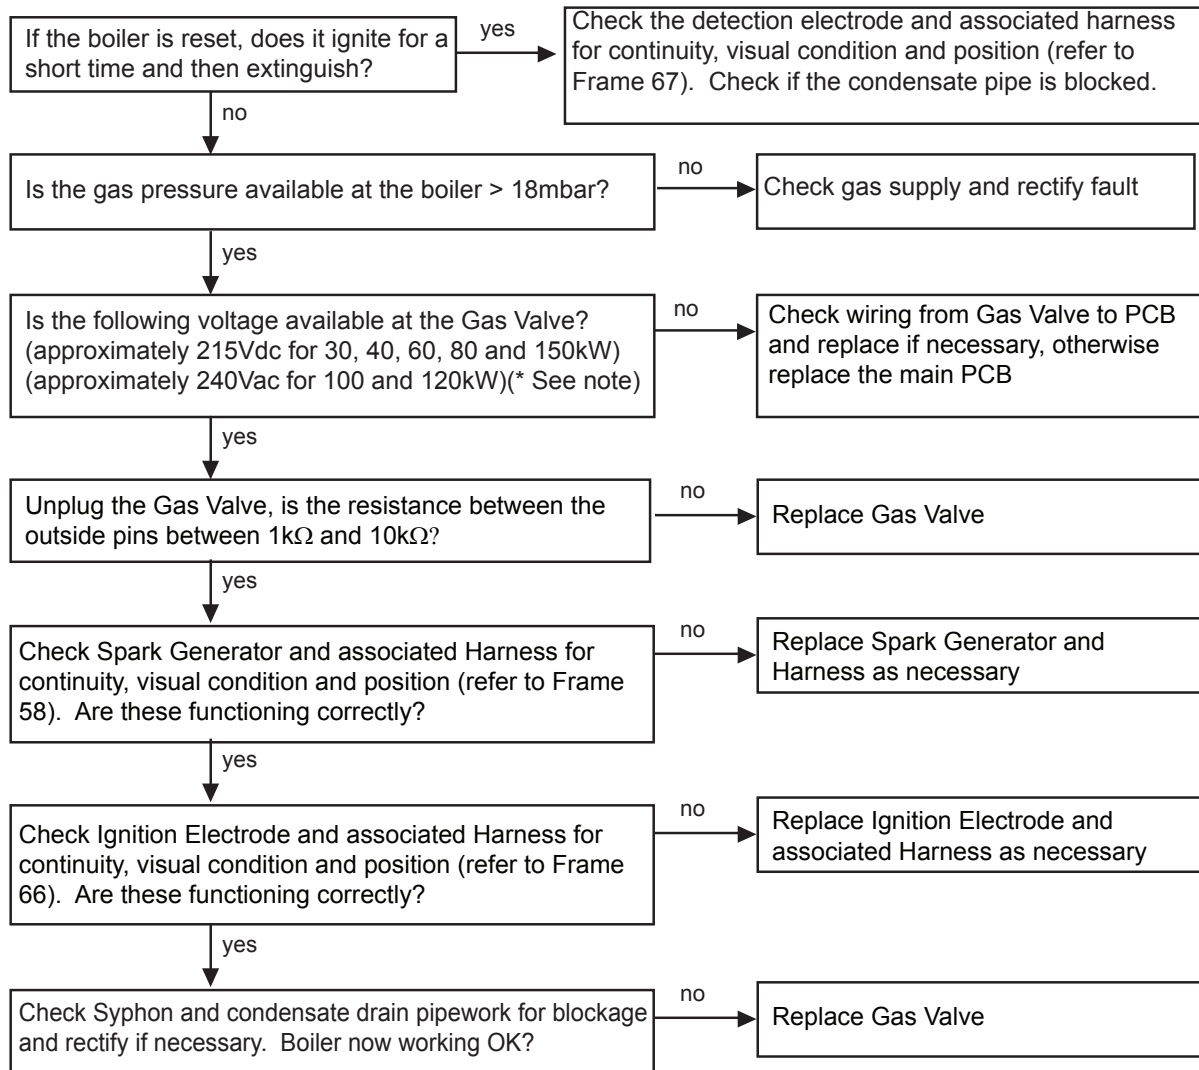 If the boiler is reset, does it ignite for a
short time and then extinguish?
yes
Check the detection electrode and associated harness
for continuity, visual condition and position (refer to
Frame 67).  Check if the condensate pipe is blocked.
no
Is the gas pressure available at the boiler > 18mbar?
no
Check gas supply and rectify fault
yes
Is the following voltage available at the Gas Valve?
(approximately 215Vdc for 30, 40, 60, 80 and 150kW)
(approximately 240Vac for 100 and 120kW)(* See note)
no
Check wiring from Gas Valve to PCB
and replace if necessary, otherwise
replace the main PCB
yes
Unplug the Gas Valve, is the resistance between the
outside pins between 1kΩ and 10kΩ?
no
Replace Gas Valve
yes
Check Spark Generator and associated Harness for
continuity, visual condition and position (refer to Frame
58).  Are these functioning correctly?
no
Replace Spark Generator and
Harness as necessary
yes
Check Ignition Electrode and associated Harness for
continuity, visual condition and position (refer to Frame
66).  Are these functioning correctly?
no
Replace Ignition Electrode and
associated Harness as necessary
yes
Check Syphon and condensate drain pipework for blockage
and rectify if necessary.  Boiler now working OK?
no
Replace Gas Valve